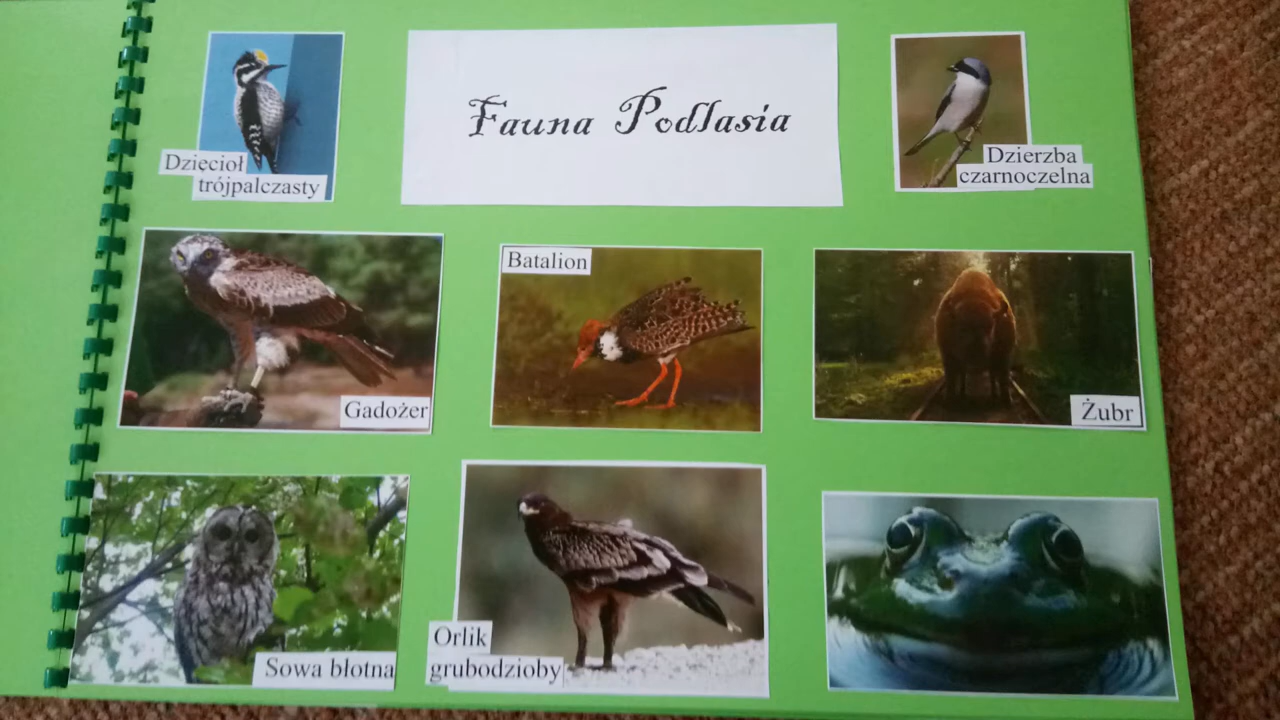 Fauna Podlasia
Dzięcioł
trójpalczasty
Dzierzba
czarnoczelna
Gadożer
Batalion
Żubr
Sowa błotna
Orlik
grubodzioby